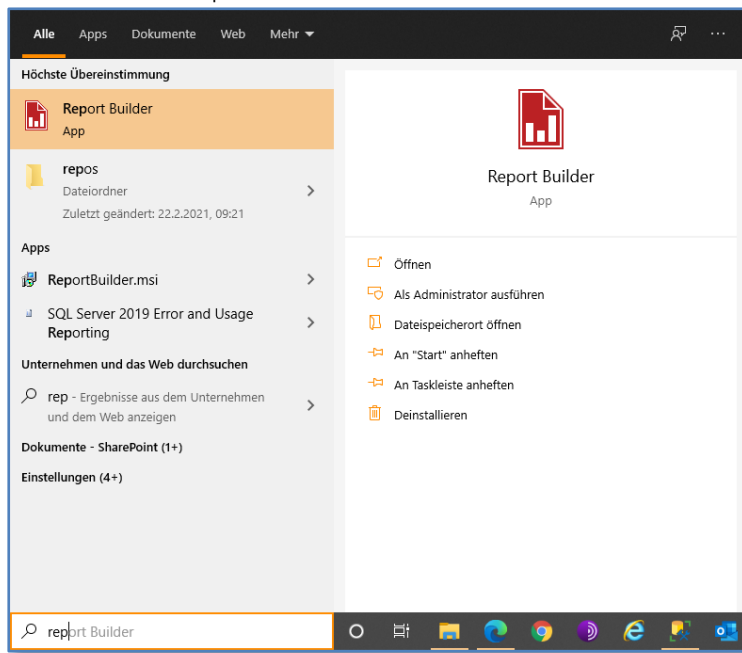 Alle Apps Dokumente Web Mehr
Höchste Übereinstimmung
Report Builder
App
repos
Dateiordner
Zuletzt geändert: 22.2.2021, 09:21
Apps
ReportBuilder.msi
SQL Server 2019 Error and Usage
Reporting
Unternehmen und das Web durchsuchen
rep - Ergebnisse aus dem Unternehmen
und dem Web anzeigen
Dokumente - SharePoint (1+)
Einstellungen (4+)
Report Builder
App
Öffnen
Als Administrator ausführen
Dateispeicherort öffnen
An "Start" anheften
An Taskleiste anheften
Deinstallieren
report Builder